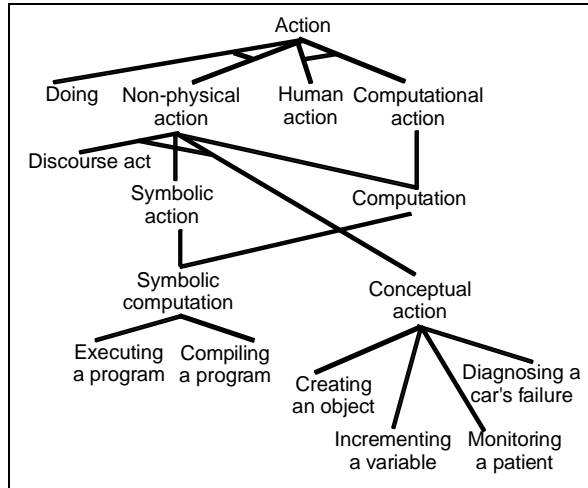 Action
Doing
Non-physical
action
Human
action
Computational
action
Discourse act
Symbolic
action
Computation
Symbolic
computation
Conceptual
action
Executing
a program
Compiling
a program
Creating
an object
Diagnosing a
car's failure
Incrementing
a variable
Monitoring
a patient